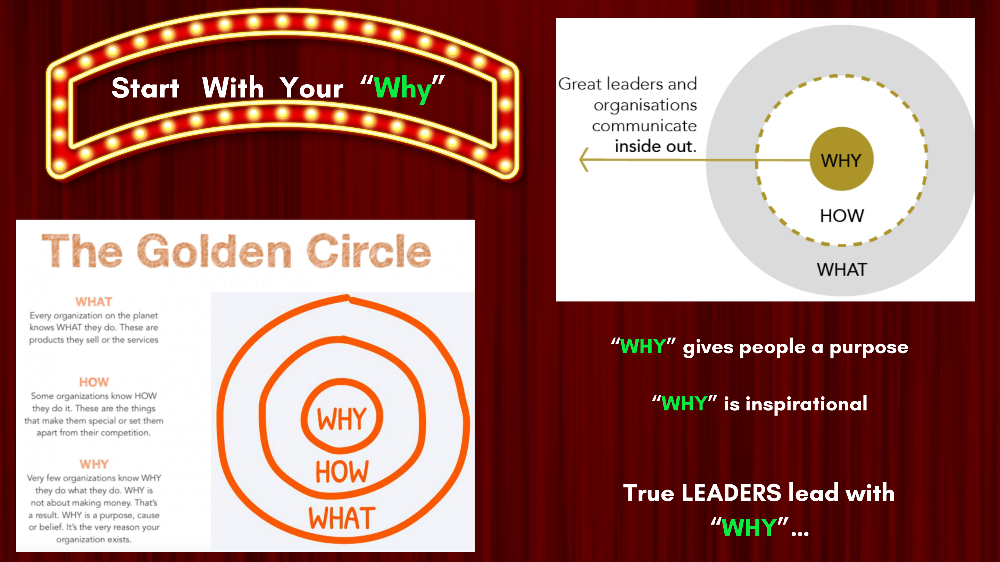 Start With Your “Why”
The Golden Circle
WHAT
Every organization on the planet
knows WHAT they do. These are
products they sell or the services
HOW
Some organizations know HOW
they do it. These are the things
that make them special or set them
apart from their competition.
WHY
Very few organizations know WHY
they do what they do. WHY is
not about making money. That’s
a result. WHY is a purpose, cause
or belief. It’s the very reason your
organization exists.
WHY
HOW
WHAT
Great leaders and
organisations
communicate
inside out.
WHY
HOW
WHAT
“WHY” gives people a purpose
“WHY” is inspirational
True LEADERS lead with
“WHY”...